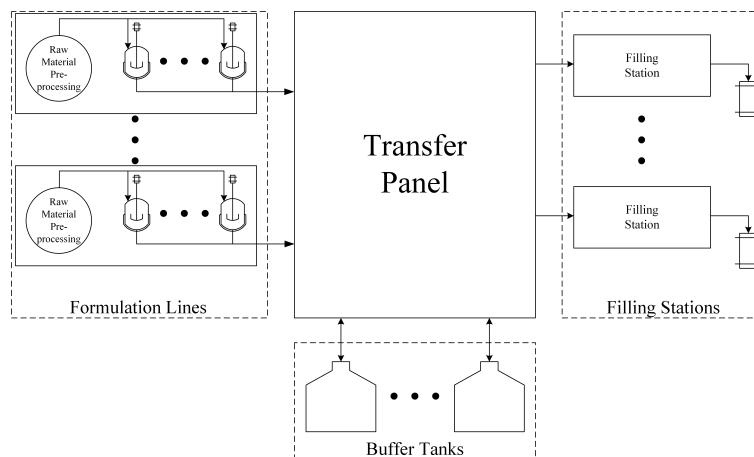 Raw
Material
Pre-
processing
Raw
Material
Pre-
processing
Formulation Lines
Transfer
Panel
Buffer Tanks
Filling
Station
Filling
Station
Filling Stations